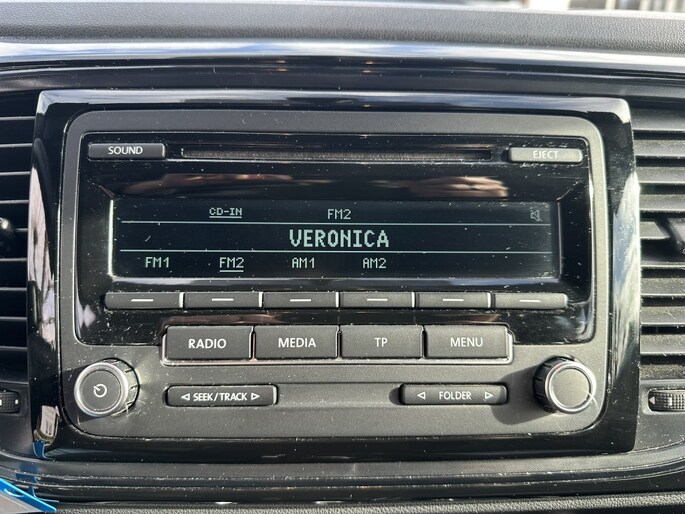 SOUND
EJECT
CD-IN FM2
VERONICA
FM1 FM2 AM1 AM2
RADIO MEDIA TP MENU
SEEK/TRACK
FOLDER